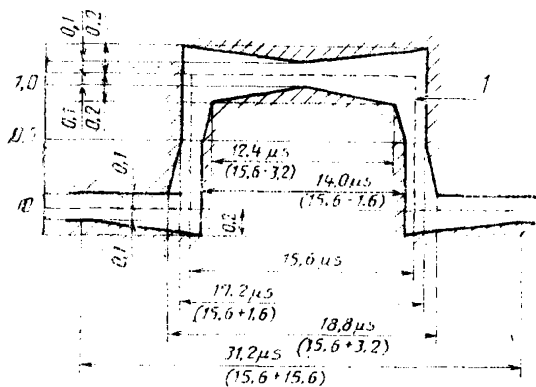 0,1
0.2
1,0
0,1
0,2
0,1
0,1
0.2
1
12.4 μs
(15,6-3,2)
14.0 μs
(15,6-1,6)
15,6 μs
17.2 μs
(15,6+1,6)
18,8 μs
(15,6+3,2)
31,2 μs
(15,6+15,6)